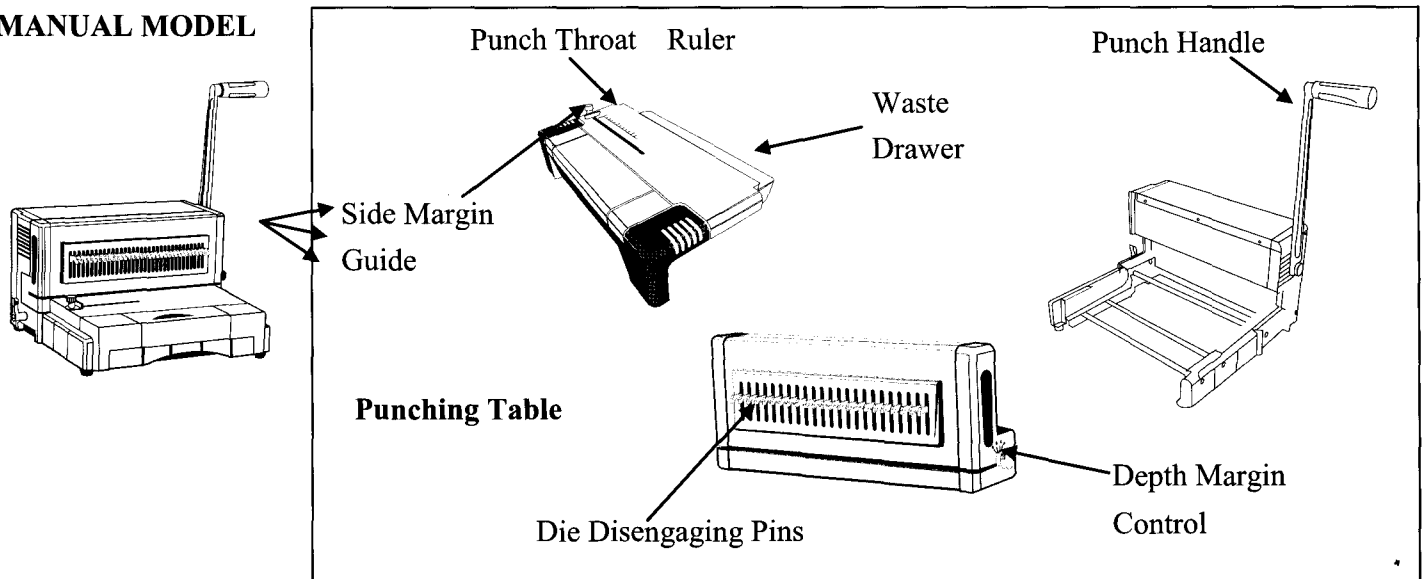 MANUAL MODEL
Punch Throat Ruler
Punch Handle
Waste
Drawer
Side Margin
Guide
Punching Table
Depth Margin
Control
Die Disengaging Pins